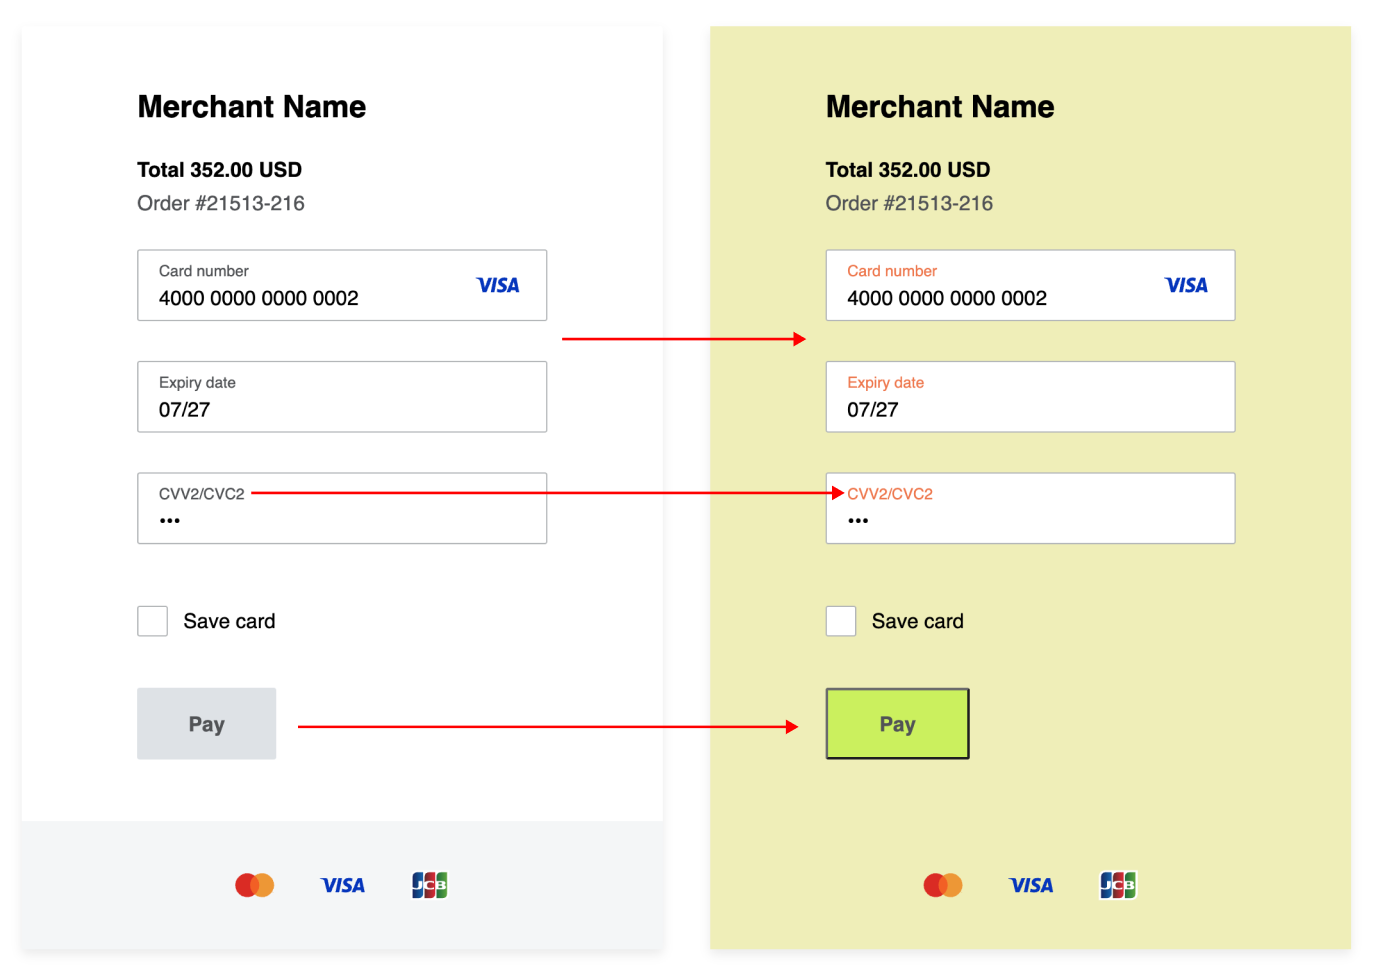 Merchant Name
Total 352.00 USD
Order #21513-216
Card number
4000 0000 0000 0002
VISA
Expiry date
07/27
CVV2/CVC2
•••
Save card
Pay
VISA
JCB
Merchant Name
Total 352.00 USD
Order #21513-216
Card number
4000 0000 0000 0002
VISA
Expiry date
07/27
CVV2/CVC2
•••
Save card
Pay
VISA
JCB